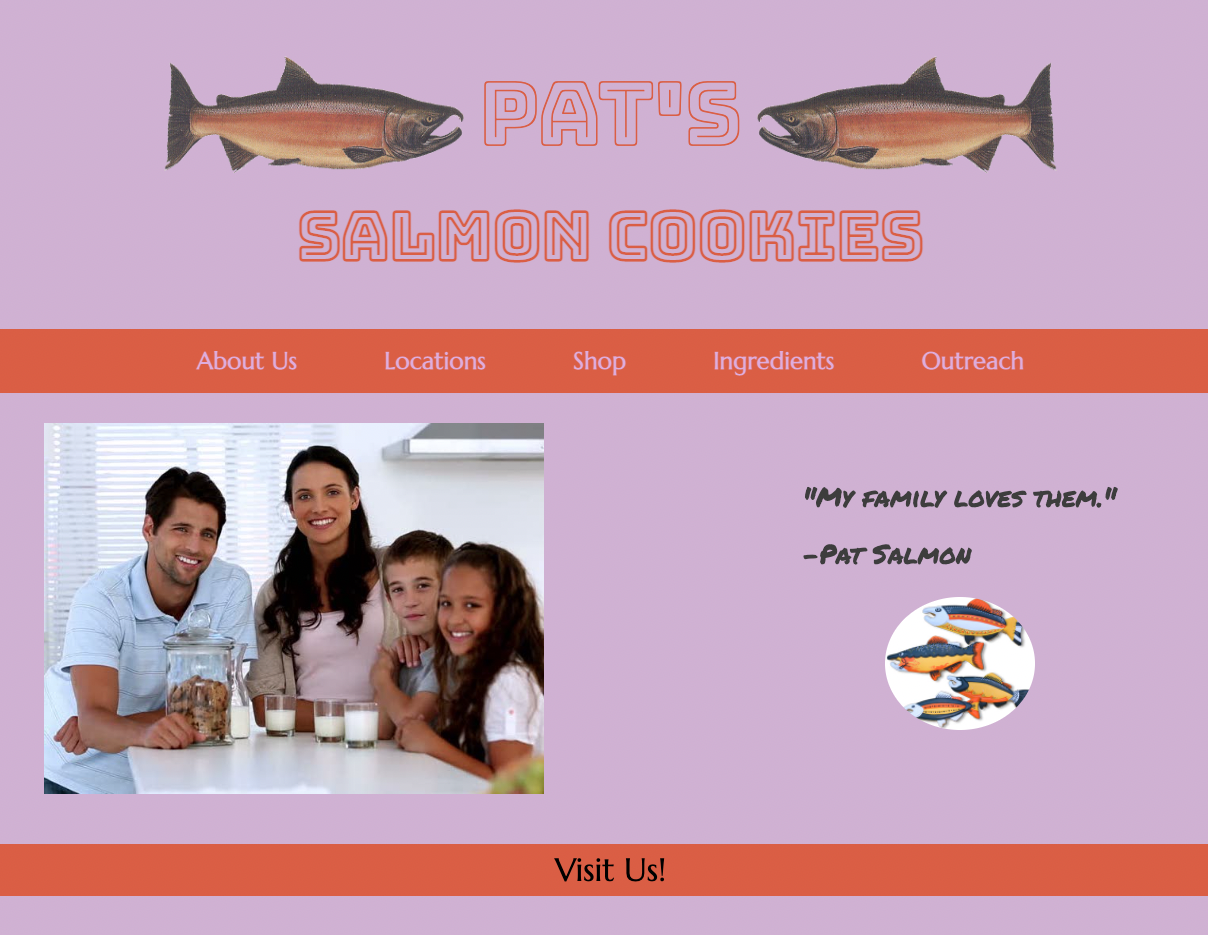 PAT'S
SALMON COOKIES
About Us
Locations
Shop
Ingredients
Outreach
"My family loves them."
-Pat Salmon
Visit Us!